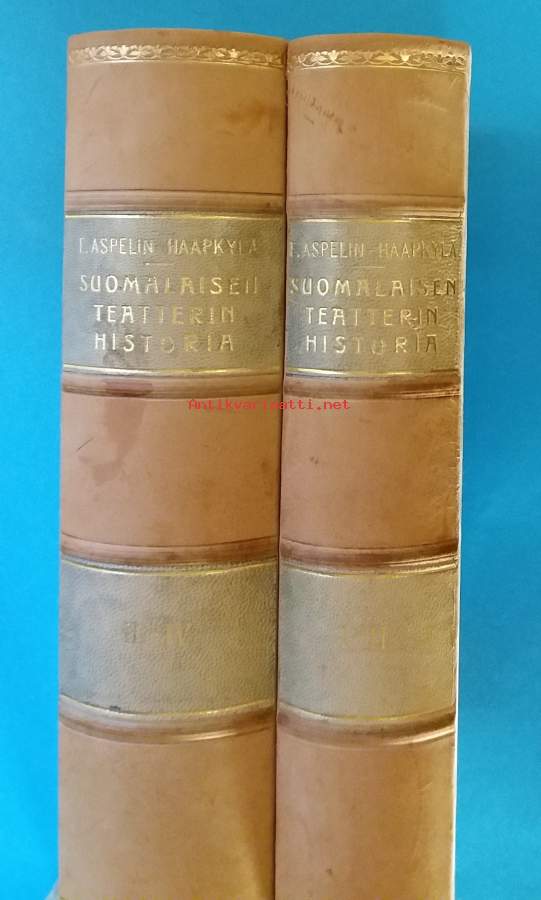 E. ASPELIN-HAAPKYLÄ
SUOMALAISEN
TEATTERIN
HISTORIA
E. ASPELIN-HAAPKYLÄ
SUOMALAISEN
TEATTERIN
HISTORIA
Antikvariaatti.net